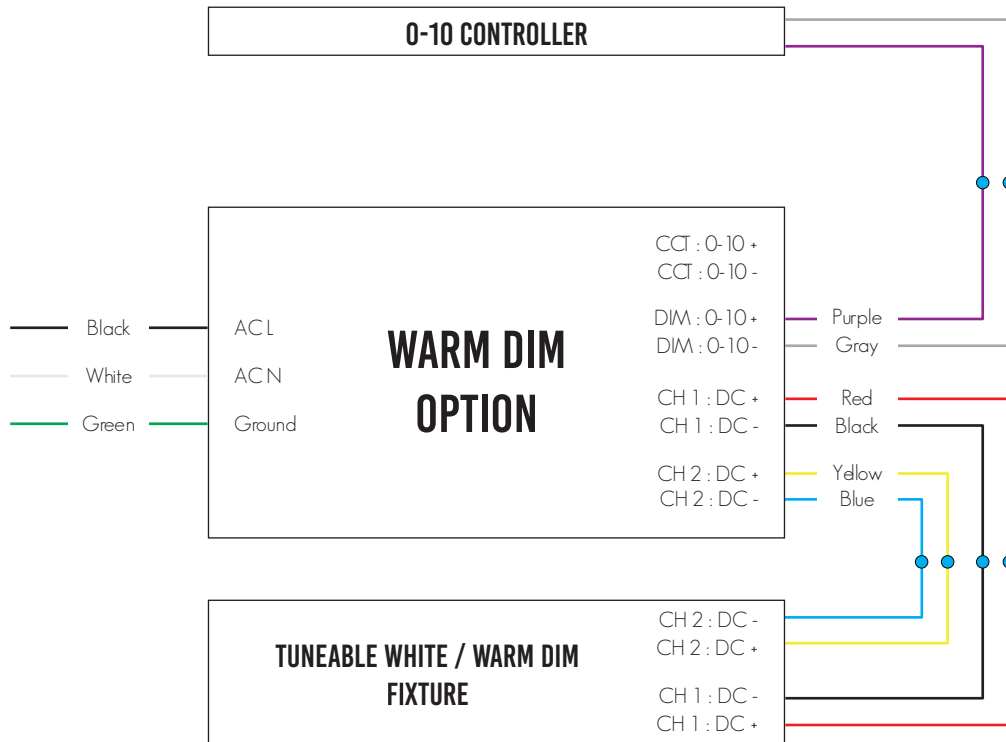 0-10 CONTROLLER
CCT : 0-10 +
CCT : 0-10 -
DIM : 0-10 +
DIM : 0-10 -
Purple
Gray
Black
White
Green
AC L
AC N
Ground
WARM DIM
OPTION
CH 1 : DC +
CH 1 : DC -
Red
Black
CH 2 : DC +
CH 2 : DC -
Yellow
Blue
TUNEABLE WHITE / WARM DIM
FIXTURE
CH 2 : DC -
CH 2 : DC +
CH 1 : DC -
CH 1 : DC +